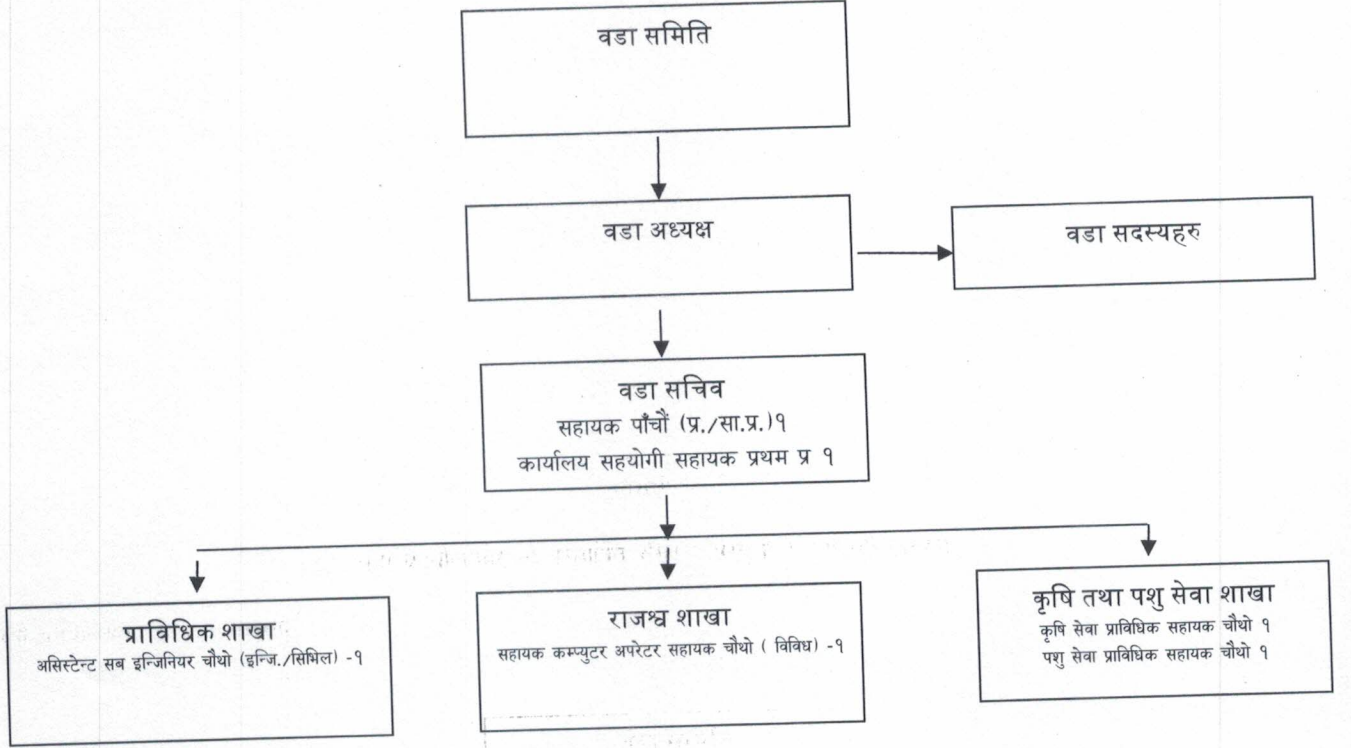 वडा समिति
वडा अध्यक्ष
वडा सदस्यहरु
वडा सचिव
सहायक पाँचौं (प्र./सा.प्र.)१
कार्यालय सहयोगी सहायक प्रथम प्र १
प्राविधिक शाखा
असिस्टेन्ट सब इन्जिनियर चौथो (इन्जि./सिभिल) -१
राजश्व शाखा
सहायक कम्प्युटर अपरेटर सहायक चौथो ( विविध) -१
कृषि तथा पशु सेवा शाखा
कृषि सेवा प्राविधिक सहायक चौथो १
पशु सेवा प्राविधिक सहायक चौथो १